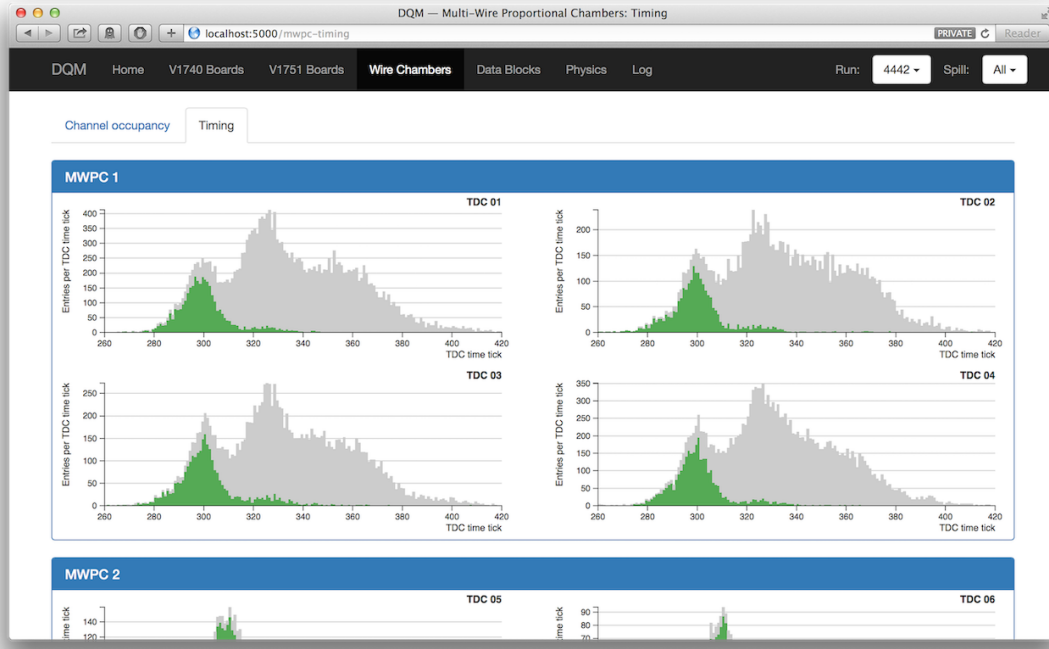 DQM — Multi-Wire Proportional Chambers: Timing
localhost:5000/mwpc-timing PRIVATE Reader
DQM Home V1740 Boards V1751 Boards Wire Chambers Data Blocks Physics Log Run: 4442 Spill: All
Channel occupancy Timing
MWPC 1
TDC 01
Entries per TDC time tick
400
350
300
250
200
150
100
50
0
260 280 300 320 340 360 380 400 420
TDC time tick
TDC 02
Entries per TDC time tick
200
150
100
50
0
260 280 300 320 340 360 380 400 420
TDC time tick
TDC 03
Entries per TDC time tick
250
200
150
100
50
0
260 280 300 320 340 360 380 400 420
TDC time tick
TDC 04
Entries per TDC time tick
350
300
250
200
150
100
50
0
260 280 300 320 340 360 380 400 420
TDC time tick
MWPC 2
TDC 05
time tick
140
120
TDC 06
time tick
90
80
70